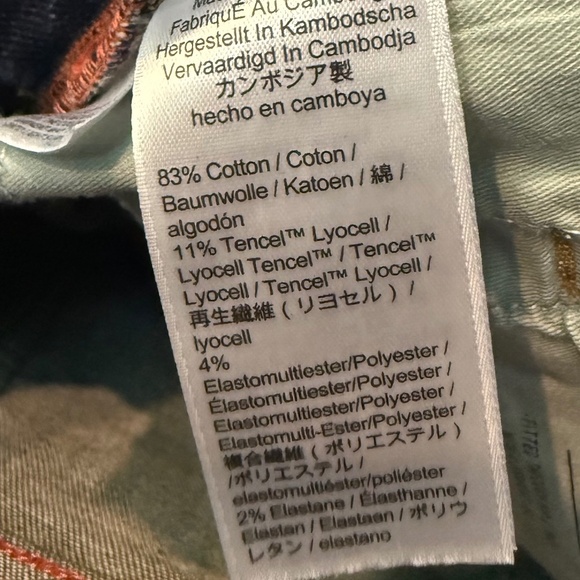 FabriquÉ Au
Hergestellt In Kambodscha
Vervaardigd In Cambodja
カンボジア製
hecho en camboya
83% Cotton / Coton /
Baumwolle / Katoen / 綿 /
algodón
11% Tencel™ Lyocell /
Lyocell Tencel™ / Tencel™
Lyocell / Tencel™ Lyocell /
再生繊維 ( リヨセル ) /
lyocell
4%
Elastomultiester/Polyester /
Élastomultiester/Polyester /
Elastomultiester/Polyester /
Elastomulti-Ester/Polyester /
複合繊維 ( ポリエステル )
/ポリエステル /
elastomultiéster/poliéster
2% Elastane / Élasthanne /
Elastan / Elastaan / ポリウ
レタン / elastano